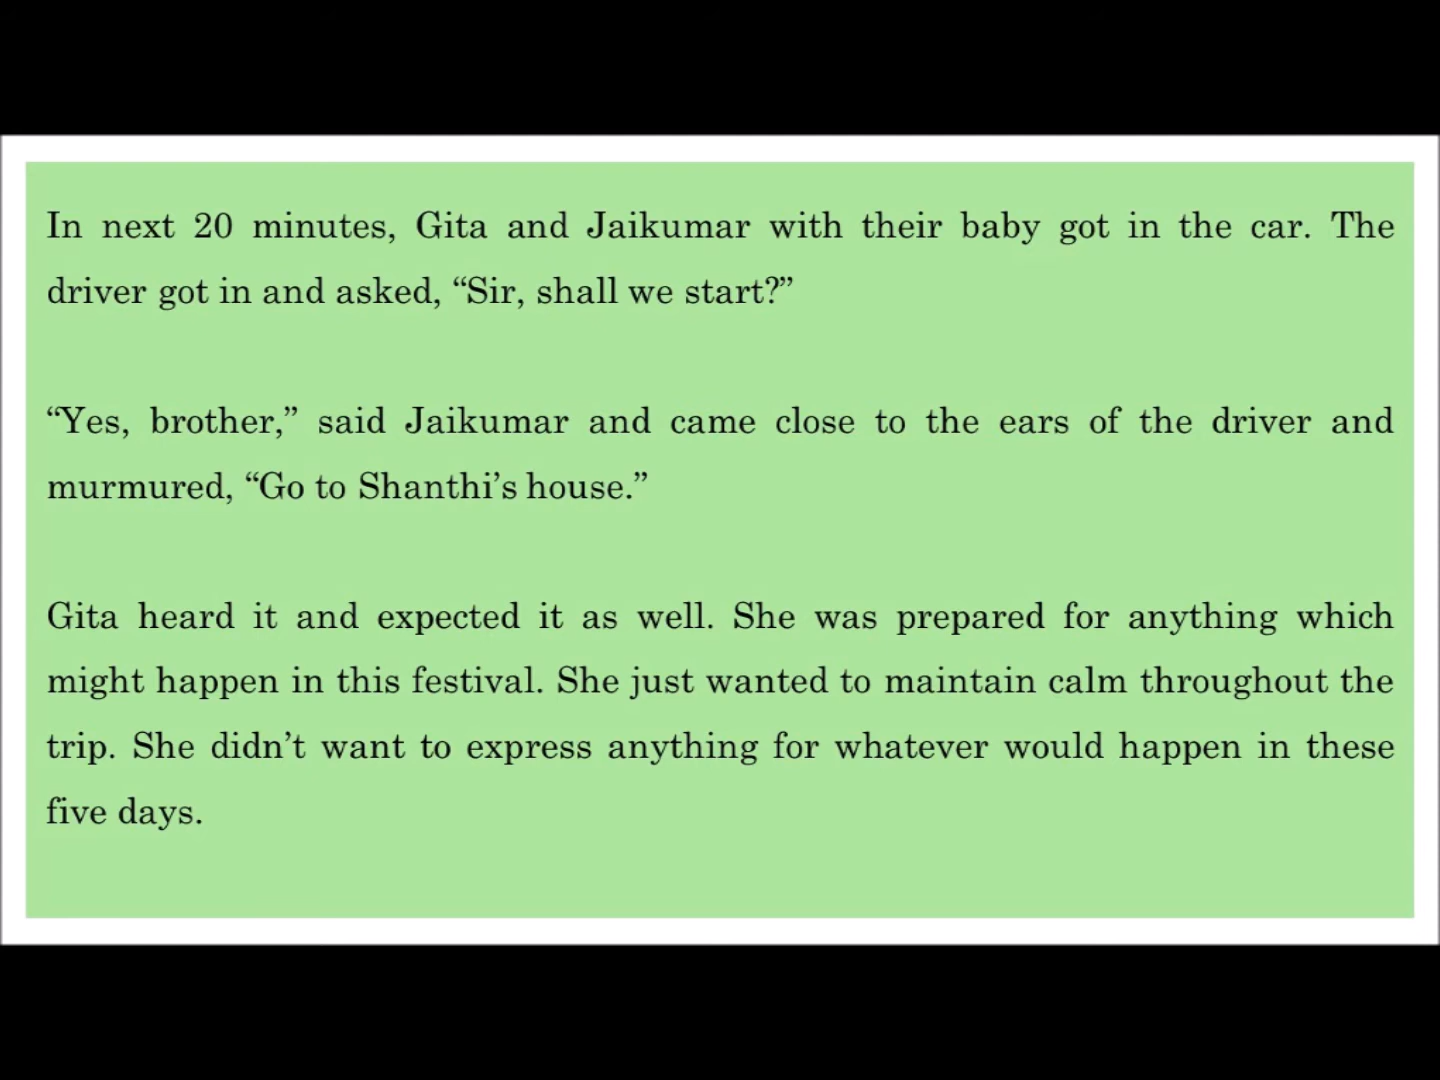 In next 20 minutes, Gita and Jaikumar with their baby got in the car. The
driver got in and asked, “Sir, shall we start?”
“Yes, brother,” said Jaikumar and came close to the ears of the driver and
murmured, “Go to Shanthi’s house.”
Gita heard it and expected it as well. She was prepared for anything which
might happen in this festival. She just wanted to maintain calm throughout the
trip. She didn’t want to express anything for whatever would happen in these
five days.